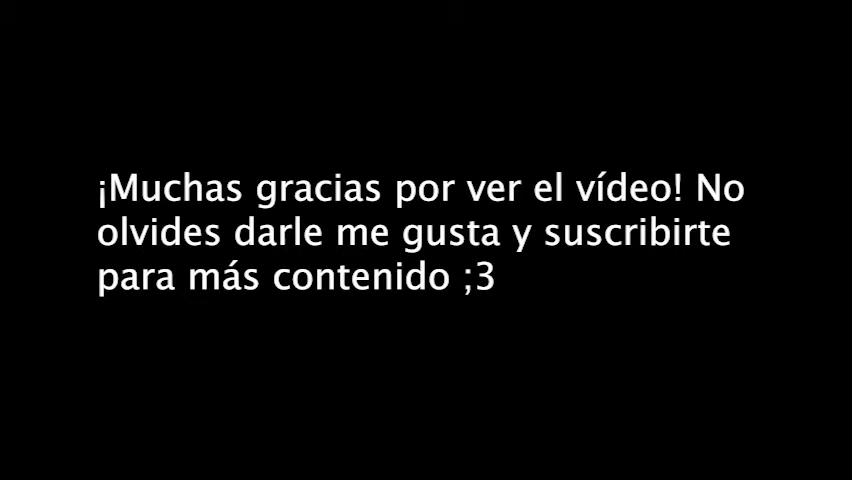 ¡Muchas gracias por ver el vídeo! No
olvides darle me gusta y suscribirte
para más contenido ;3